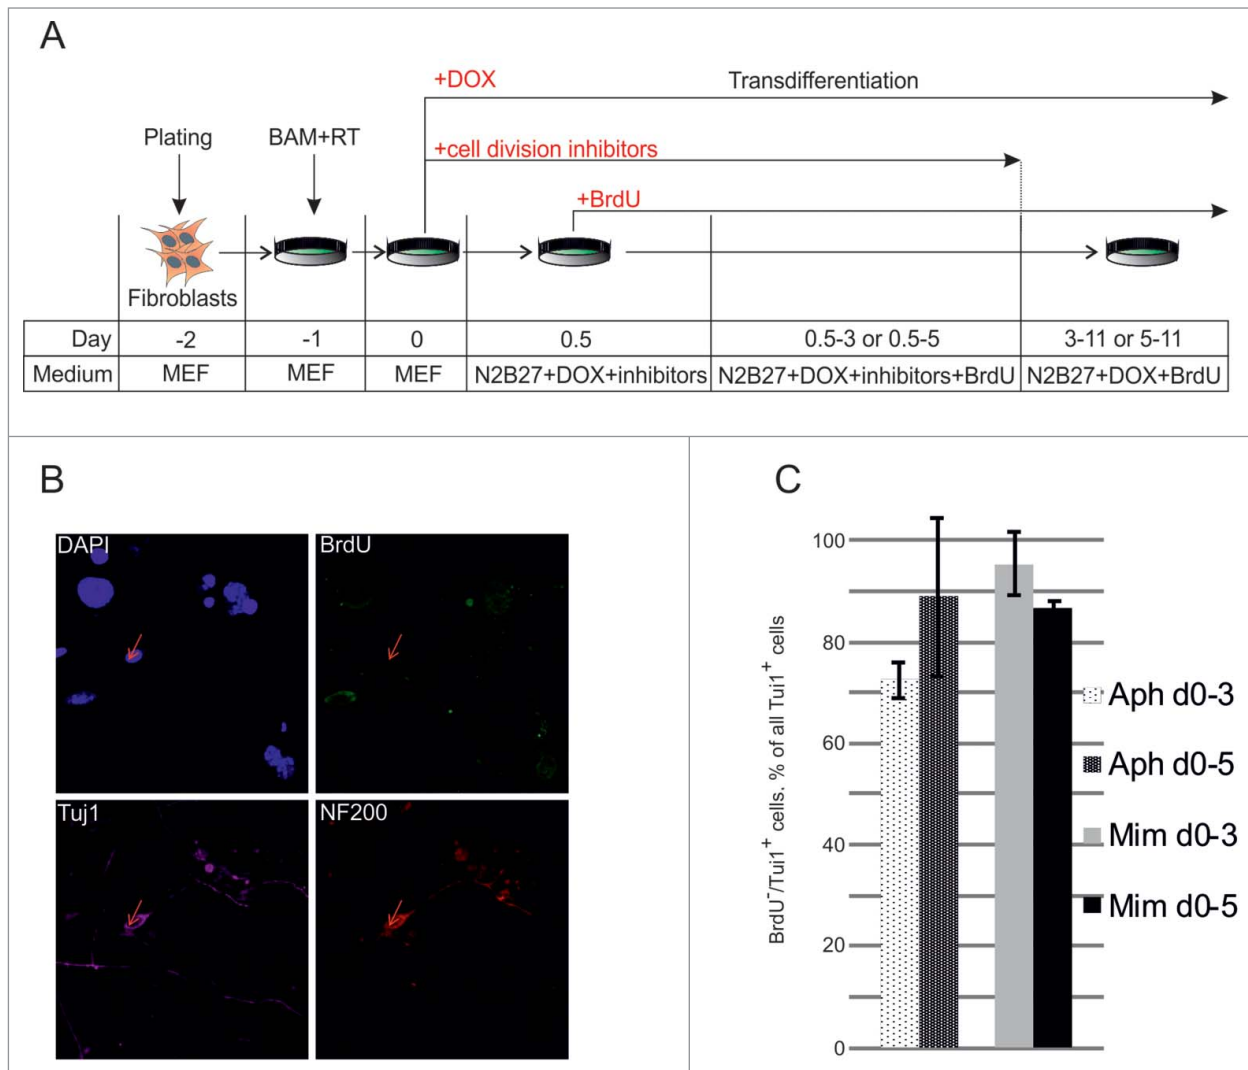 A
+DOX
Transdifferentiation
Plating
BAM+RT
+cell division inhibitors
+BrdU
Fibroblasts
Day -2 -1 0 0.5 0.5-3 or 0.5-5 3-11 or 5-11
Medium MEF MEF MEF N2B27+DOX+inhibitors N2B27+DOX+inhibitors+BrdU N2B27+DOX+BrdU
B
DAPI
BrdU
Tuj1
NF200
C
BrdU⁻/Tui1⁺ cells. % of all Tui1⁺ cells
100
80
60
40
20
0
Aph d0-3
Aph d0-5
Mim d0-3
Mim d0-5